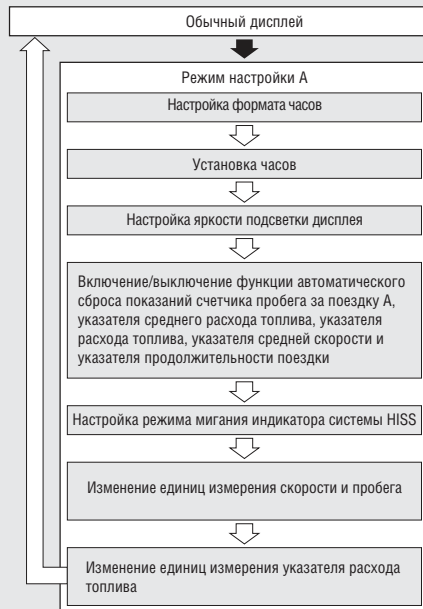 Обычный дисплей
Режим настройки А
Настройка формата часов
Установка часов
Настройка яркости подсветки дисплея
Включение/выключение функции автоматического
сброса показаний счетчика пробега за поездку А,
указателя среднего расхода топлива, указателя
расхода топлива, указателя средней скорости и
указателя продолжительности поездки
Настройка режима мигания индикатора системы HISS
Изменение единиц измерения скорости и пробега
Изменение единиц измерения указателя расхода
топлива